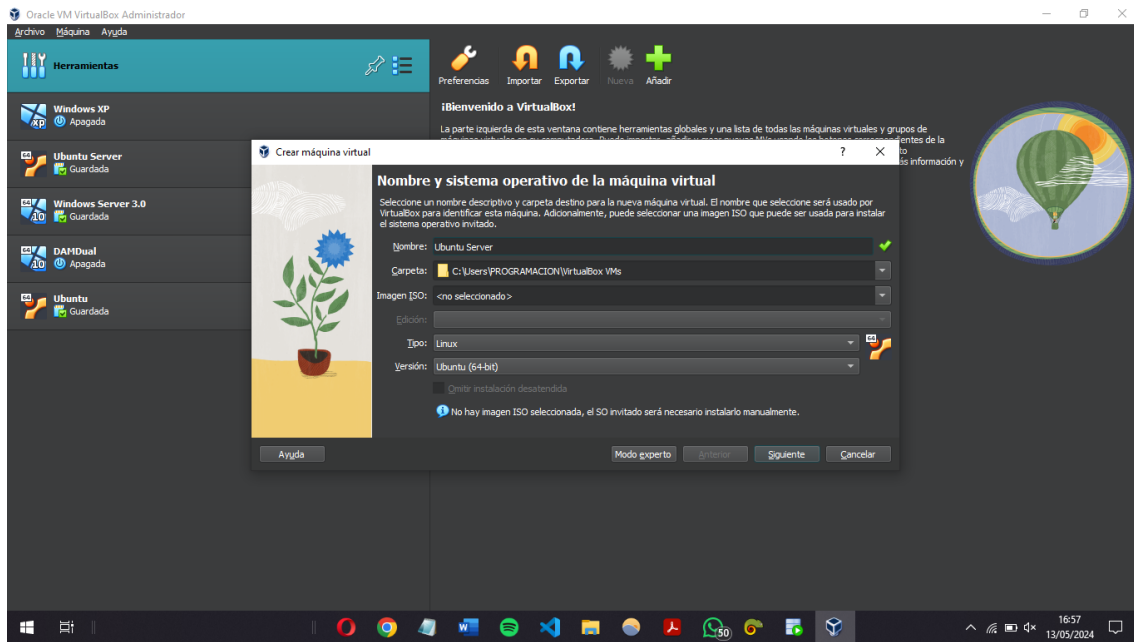 Oracle VM VirtualBox Administrador
Archivo Máquina Ayuda
Herramientas
Preferencias Importar Exportar Nueva Añadir
Windows XP
Apagada
Ubuntu Server
Guardada
Windows Server 3.0
Guardada
DAMDual
Apagada
Ubuntu
Guardada
¡Bienvenido a VirtualBox!
La parte izquierda de esta ventana contiene herramientas globales y una lista de todas las máquinas virtuales y grupos de
ás información y
Crear máquina virtual
Nombre y sistema operativo de la máquina virtual
Seleccione un nombre descriptivo y carpeta destino para la nueva máquina virtual. El nombre que seleccione será usado por
VirtualBox para identificar esta máquina. Adicionalmente, puede seleccionar una imagen ISO que puede ser usada para instalar
el sistema operativo invitado.
Nombre: Ubuntu Server
Carpeta: C:\Users\PROGRAMACION\VirtualBox VMs
Imagen ISO: <no seleccionado>
Edición:
Tipo: Linux
Versión: Ubuntu (64-bit)
Omitir instalación desatendida
No hay imagen ISO seleccionada, el SO invitado será necesario instalarlo manualmente.
Ayuda Modo experto Anterior Siguiente Cancelar
50
16:57
13/05/2024